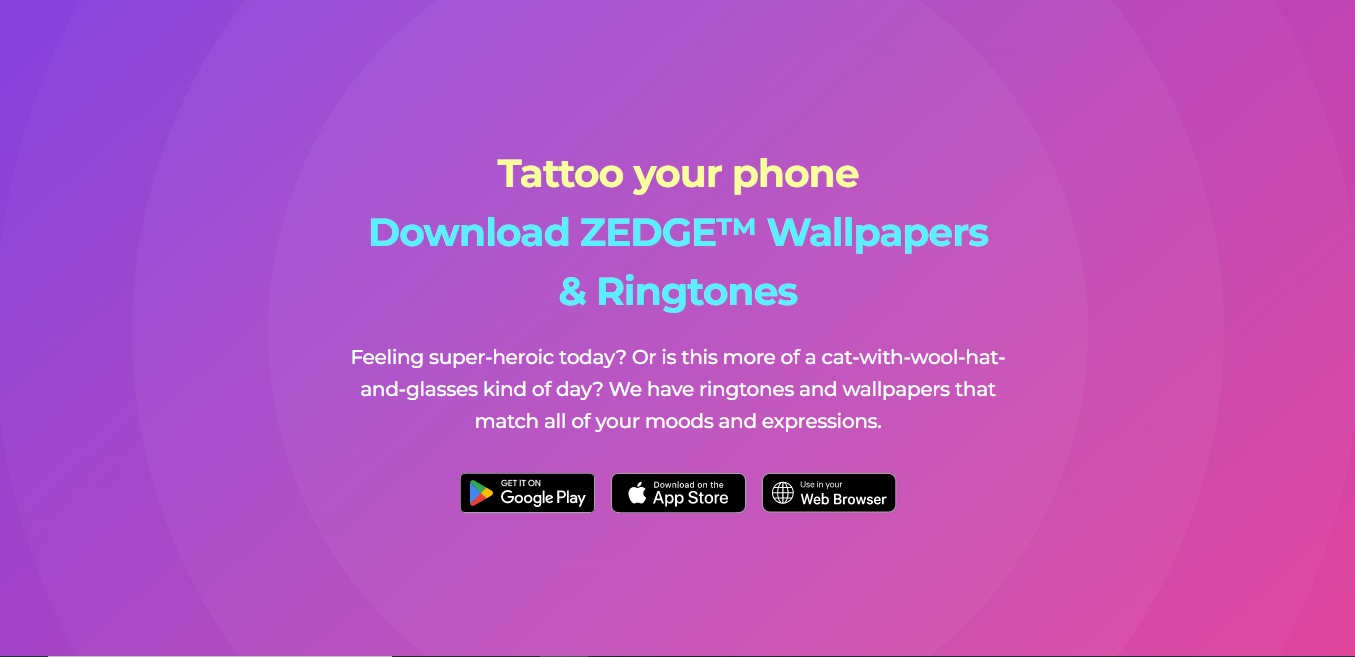 Tattoo your phone
Download ZEDGE™ Wallpapers
& Ringtones
Feeling super-heroic today? Or is this more of a cat-with-wool-hat-
and-glasses kind of day? We have ringtones and wallpapers that
match all of your moods and expressions.
GET IT ON
Google Play
Download on the
App Store
Use in your
Web Browser